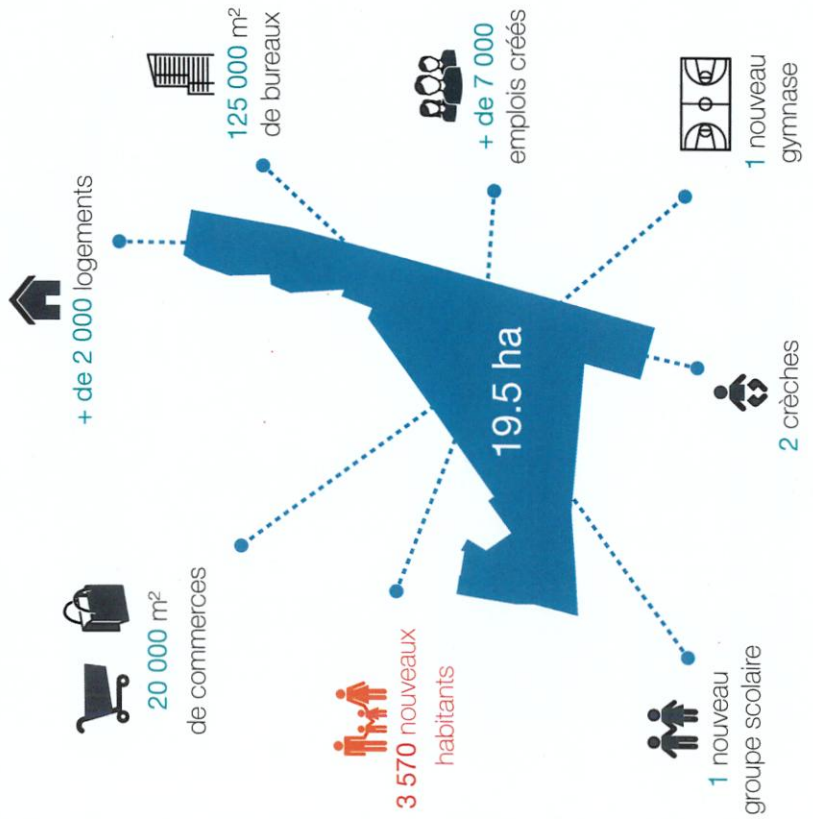 + de 2 000 logements
125 000 m²
de bureaux
+ de 7 000
emplois créés
1 nouveau
gymnase
2 crèches
1 nouveau
groupe scolaire
3 570 nouveaux
habitants
20 000 m²
de commerces
19.5 ha